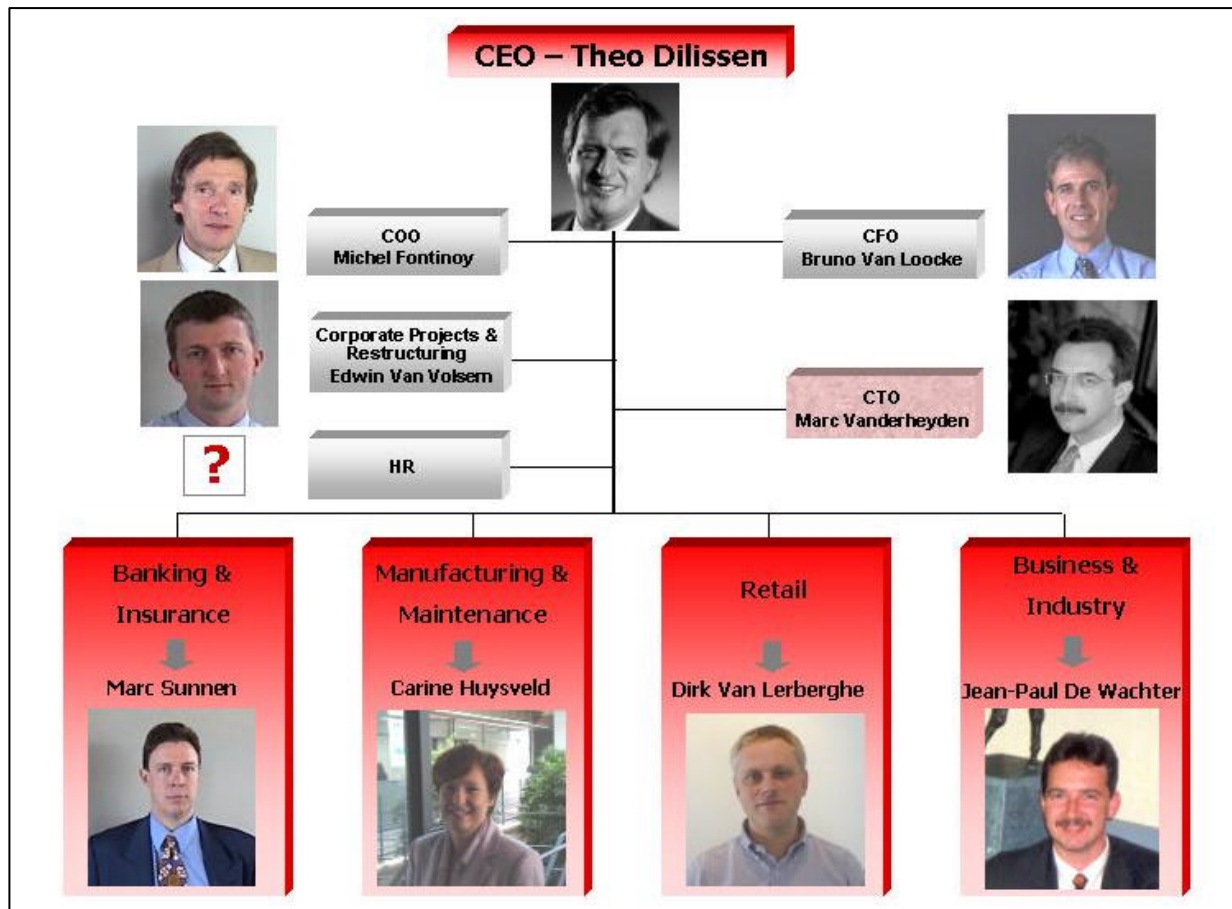 CEO – Theo Dilissen
COO
Michel Fontinoy
CFO
Bruno Van Loocke
Corporate Projects &
Restructuring
Edwin Van Volsem
CTO
Marc Vanderheyden
?
HR
Banking &
Insurance
Marc Sunnen
Manufacturing &
Maintenance
Carine Huysveld
Retail
Dirk Van Lerberghe
Business &
Industry
Jean-Paul De Wachter